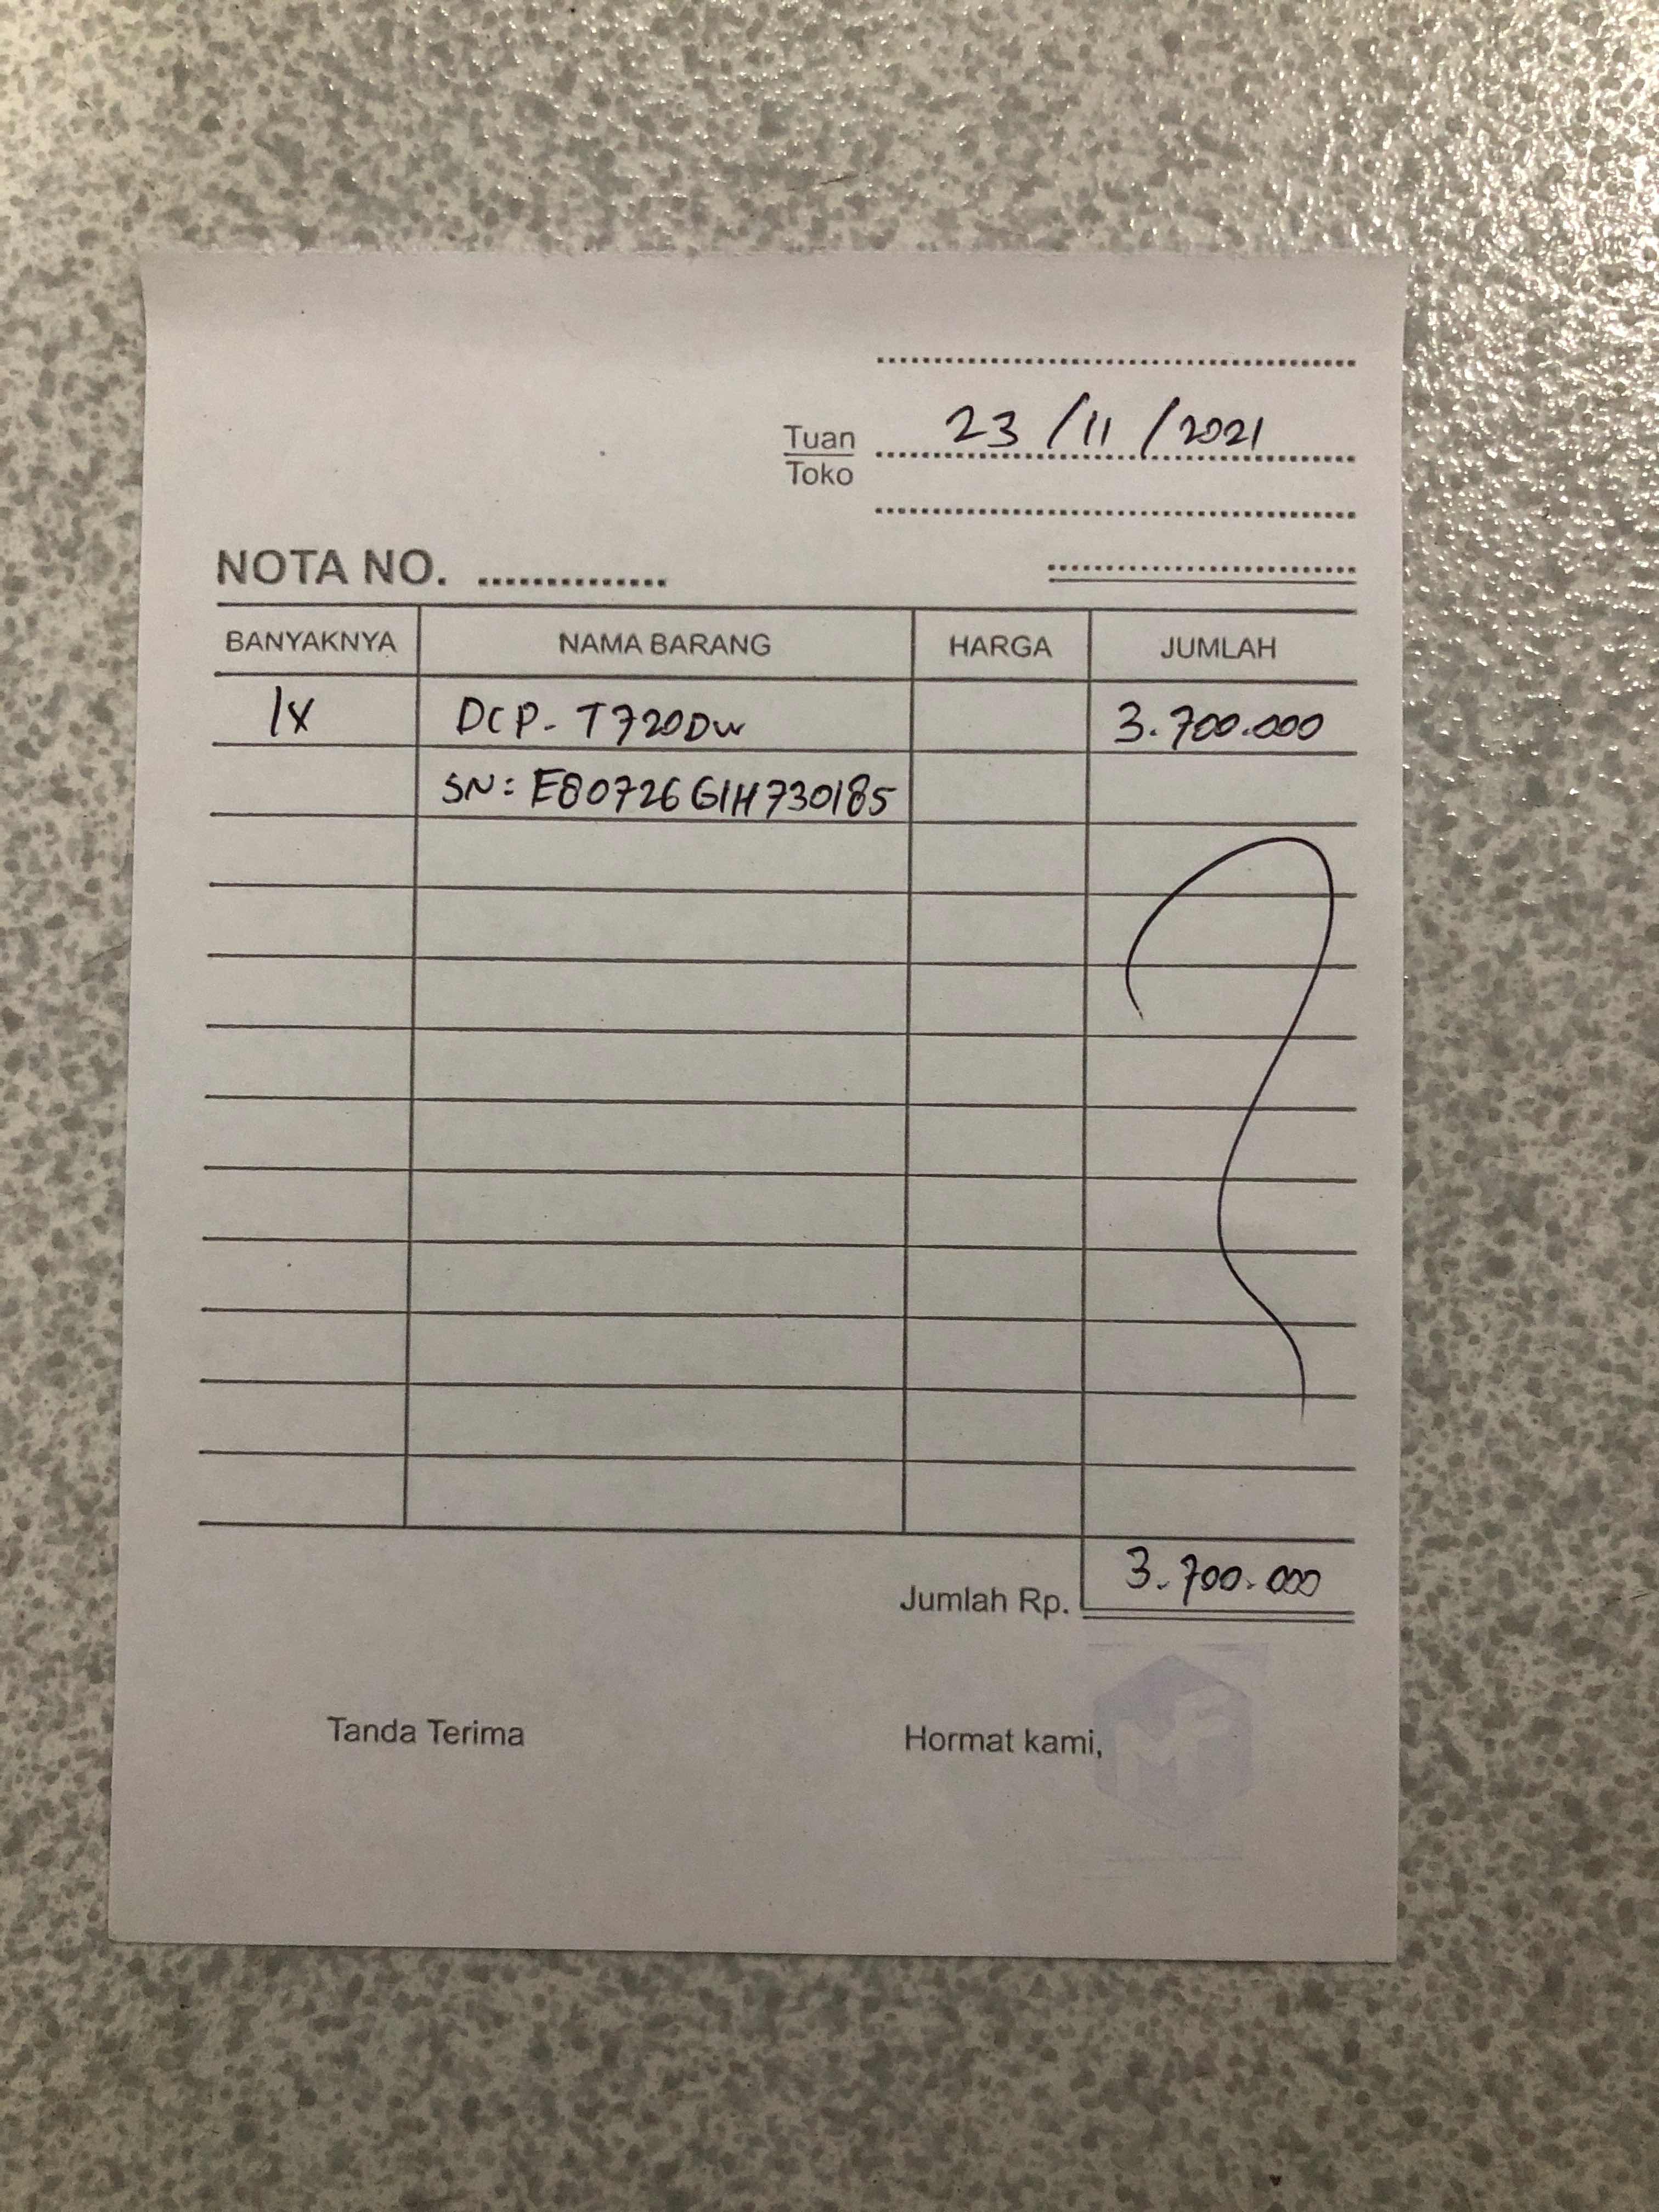 23/11/2021
Tuan
Toko
NOTA NO. ..............
BANYAKNYA NAMA BARANG HARGA JUMLAH
1x DCP-T720DW 3.700.000
SN: E80726G1H730185
Jumlah Rp. 3.700.000
Tanda Terima Hormat kami,